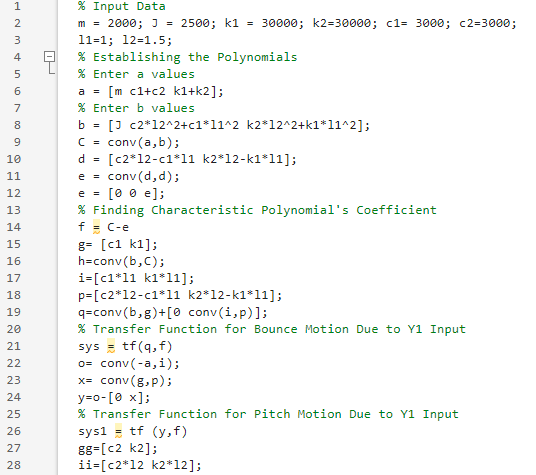 1 % Input Data
2 m = 2000; J = 2500; k1 = 30000; k2=30000; c1= 3000; c2=3000;
3 l1=1; l2=1.5;
4 % Establishing the Polynomials
5 % Enter a values
6 a = [m c1+c2 k1+k2];
7 % Enter b values
8 b = [J c2*l2^2+c1*l1^2 k2*l2^2+k1*l1^2];
9 C = conv(a,b);
10 d = [c2*l2-c1*l1 k2*l2-k1*l1];
11 e = conv(d,d);
12 e = [0 0 e];
13 % Finding Characteristic Polynomial's Coefficient
14 f = C-e
15 g= [c1 k1];
16 h=conv(b,C);
17 i=[c1*l1 k1*l1];
18 p=[c2*l2-c1*l1 k2*l2-k1*l1];
19 q=conv(b,g)+[0 conv(i,p)];
20 % Transfer Function for Bounce Motion Due to Y1 Input
21 sys = tf(q,f)
22 o= conv(-a,i);
23 x= conv(g,p);
24 y=o-[0 x];
25 % Transfer Function for Pitch Motion Due to Y1 Input
26 sys1 = tf (y,f)
27 gg=[c2 k2];
28 ii=[c2*l2 k2*l2];